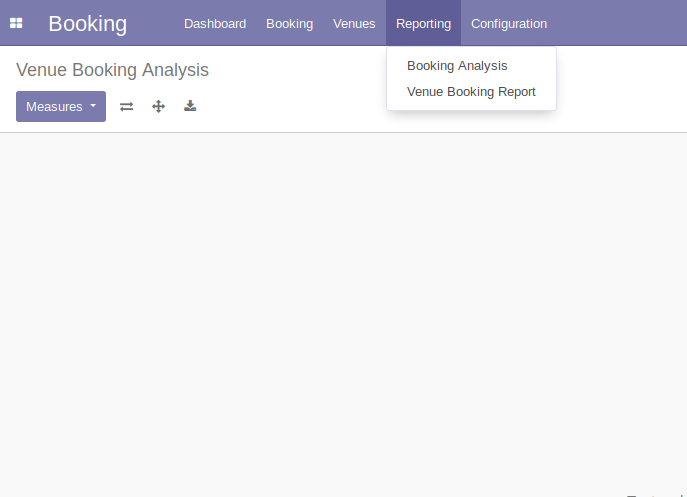 Booking Dashboard Booking Venues Reporting Configuration
Venue Booking Analysis
Booking Analysis
Venue Booking Report
Measures